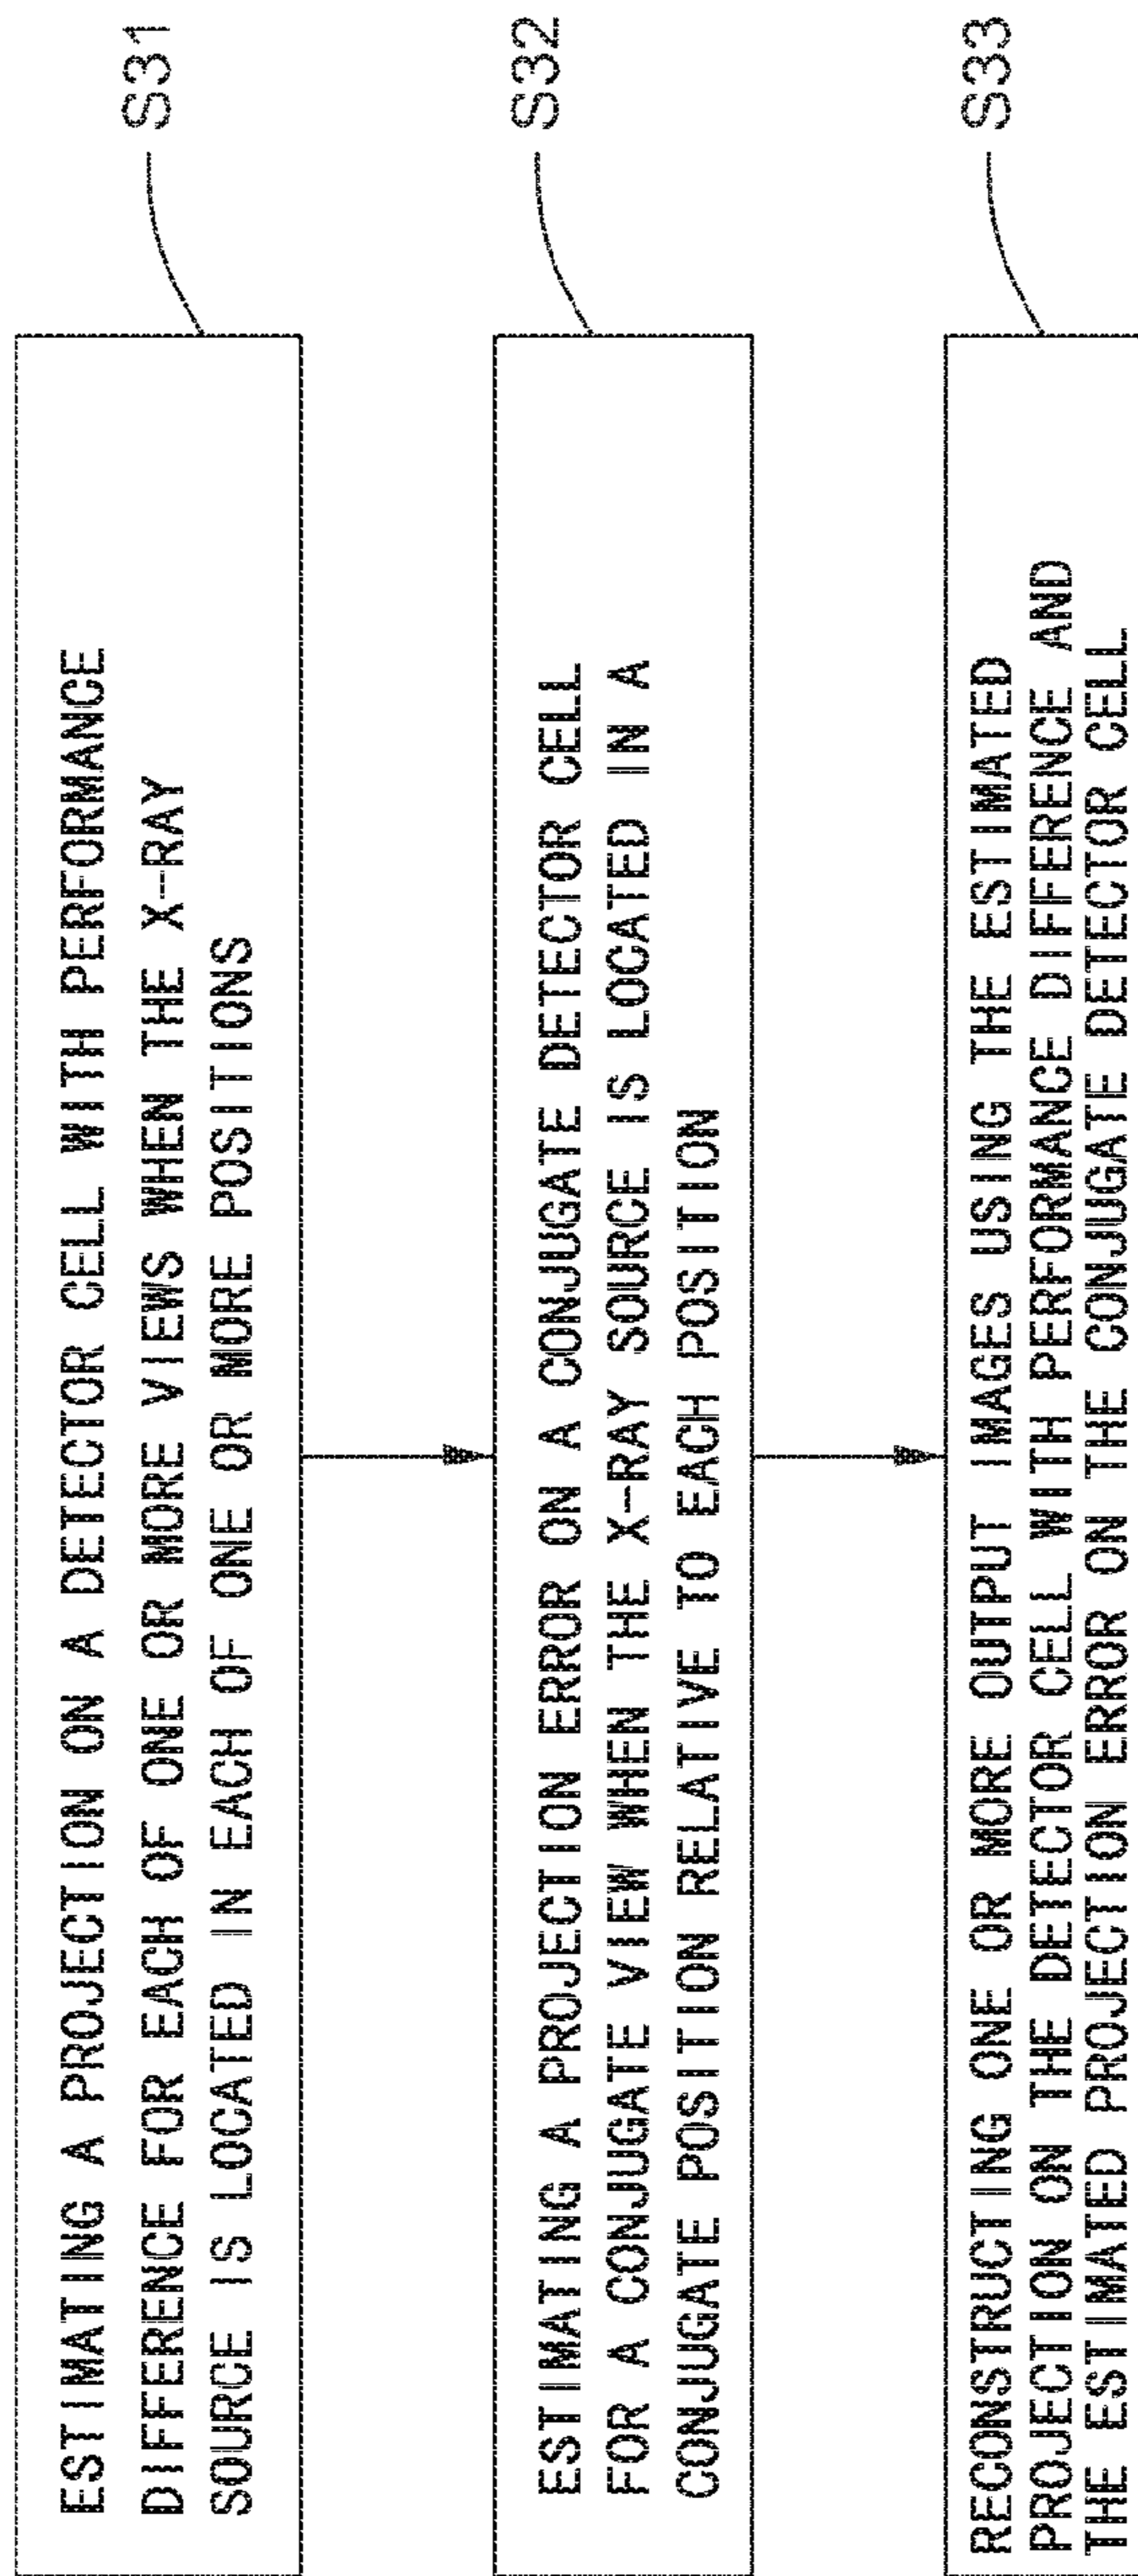 ESTIMATING A PROJECTION ON A DETECTOR CELL WITH PERFORMANCE
DIFFERENCE FOR EACH OF ONE OR MORE VIEWS WHEN THE X-RAY
SOURCE IS LOCATED IN EACH OF ONE OR MORE POSITIONS
S31
ESTIMATING A PROJECTION ERROR ON A CONJUGATE DETECTOR CELL
FOR A CONJUGATE VIEW WHEN THE X-RAY SOURCE IS LOCATED IN A
CONJUGATE POSITION RELATIVE TO EACH POSITION
S32
RECONSTRUCTING ONE OR MORE OUTPUT IMAGES USING THE ESTIMATED
PROJECTION ON THE DETECTOR CELL WITH PERFORMANCE DIFFERENCE AND
THE ESTIMATED PROJECTION ERROR ON THE CONJUGATE DETECTOR CELL
S33